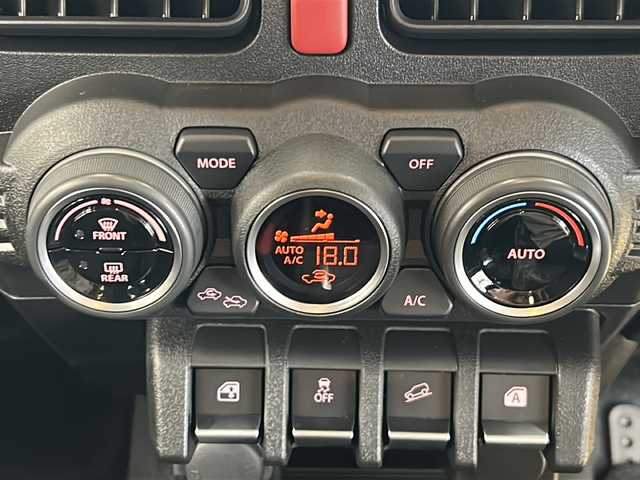 MODE
OFF
FRONT
REAR
AUTO
A/C 18.0
AUTO
A/C
OFF
A